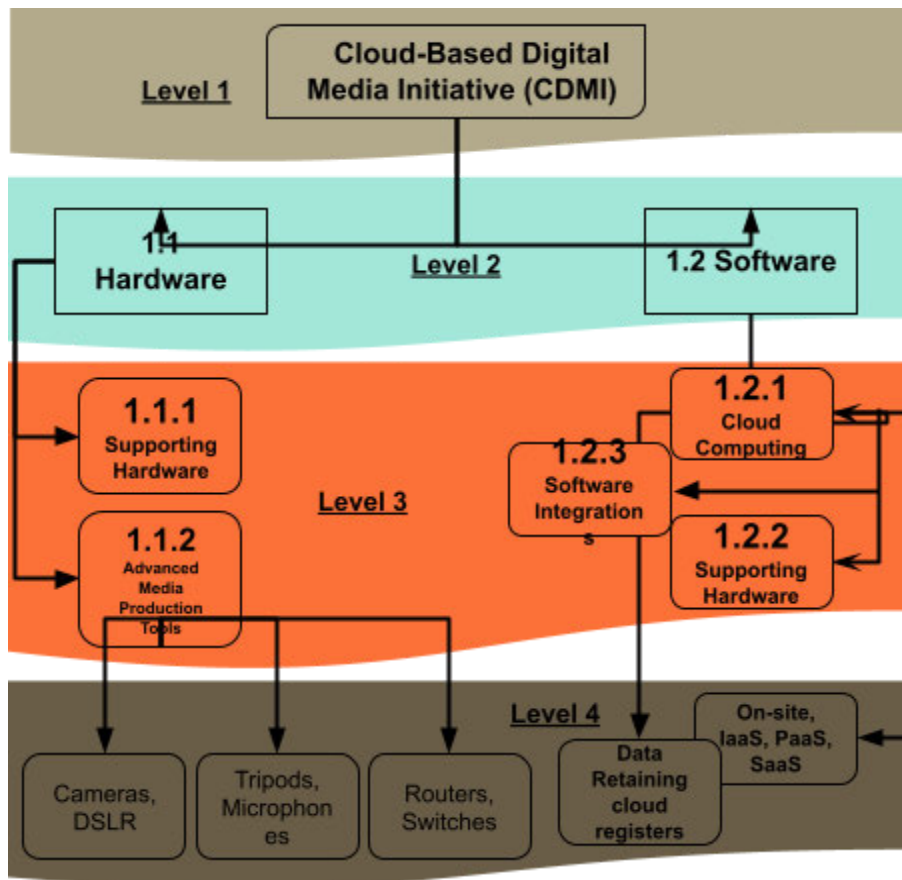 Cloud-Based Digital
Media Initiative (CDMI)
Level 1
1.1
Hardware
Level 2
1.2 Software
1.1.1
Supporting
Hardware
1.2.1
Cloud
Computing
1.2.3
Software
Integration
s
Level 3
1.1.2
Advanced
Media
Production
Tools
1.2.2
Supporting
Hardware
Level 4
On-site,
IaaS, PaaS,
SaaS
Cameras,
DSLR
Tripods,
Microphon
es
Routers,
Switches
Data
Retaining
cloud
registers